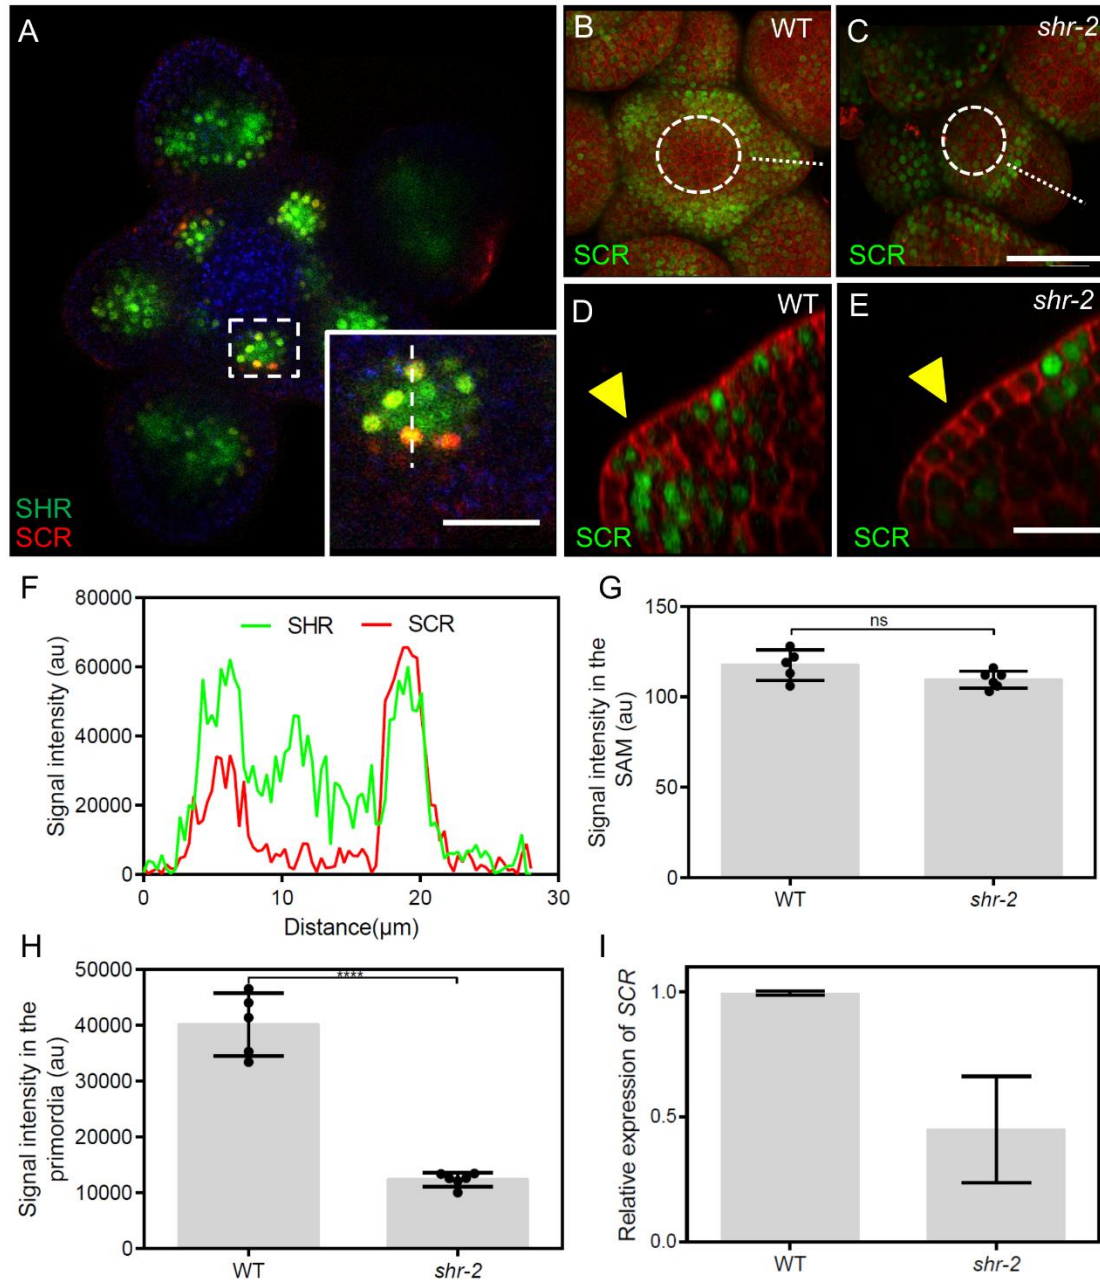 A
SHR
SCR
B
WT
SCR
C
shr-2
D
WT
SCR
E
shr-2
SCR
F
Signal intensity (au)
80000
60000
40000
20000
0
SHR
SCR
0
10
20
30
Distance(µm)
G
Signal intensity in the
SAM (au)
150
100
50
0
ns
WT
shr-2
H
Signal intensity in the
primordia (au)
50000
40000
30000
20000
10000
0
****
WT
shr-2
I
Relative expression of SCR
1.0
0.5
0.0
WT
shr-2